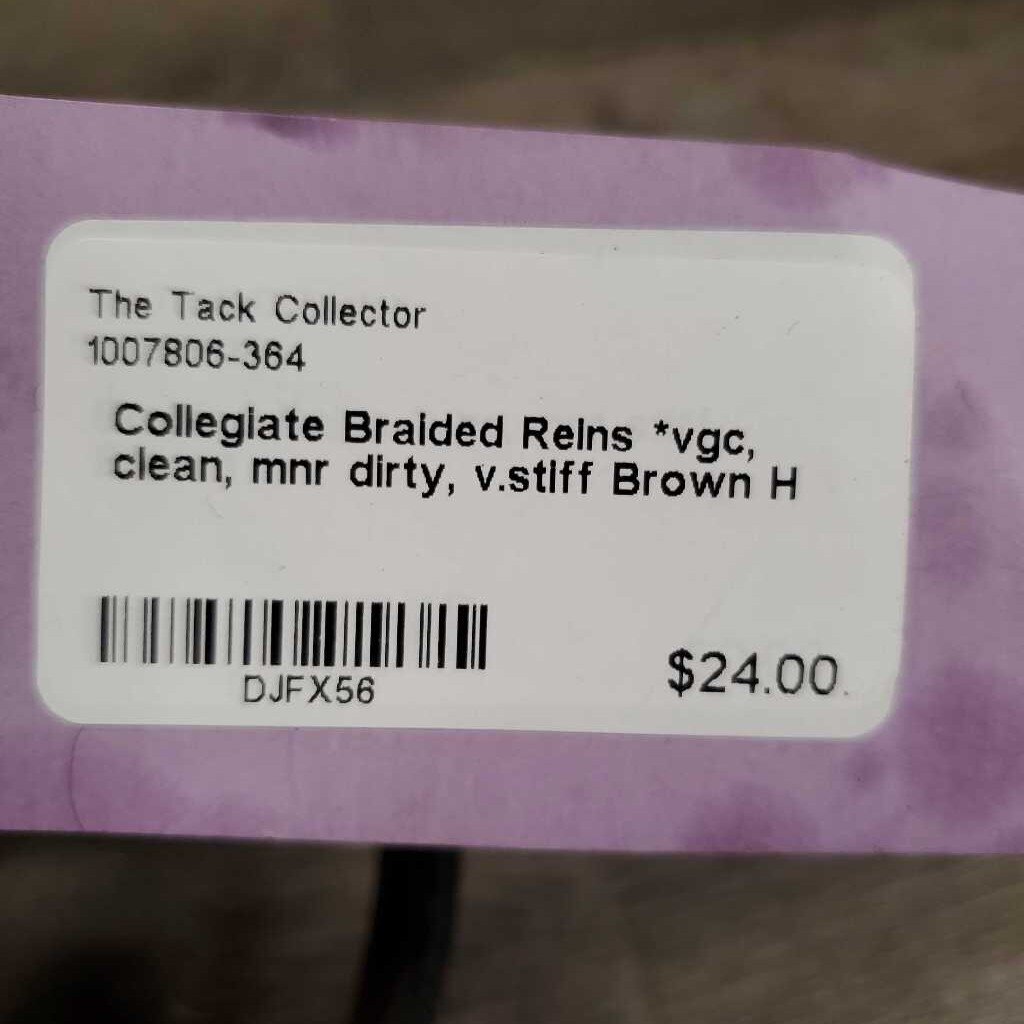 The Tack Collector
1007806-364
Collegiate Braided Reins *vgc,
clean, mnr dirty, v.stiff Brown H
DJFX56
$24.00